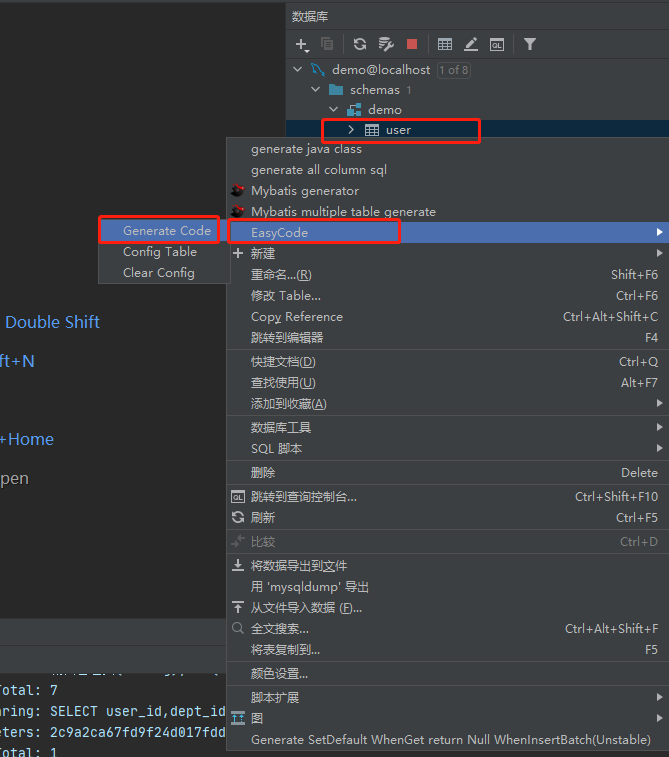 数据库
demo@localhost 1 of 8
schemas 1
demo
user
generate java class
generate all column sql
Mybatis generator
Mybatis multiple table generate
EasyCode
Generate Code
Config Table
Clear Config
新建
重命名...(R) Shift+F6
修改 Table... Ctrl+F6
Copy Reference Ctrl+Alt+Shift+C
跳转到编辑器 F4
快捷文档(D) Ctrl+Q
查找使用(U) Alt+F7
添加到收藏(A)
数据库工具
SQL 脚本
删除 Delete
跳转到查询控制台... Ctrl+Shift+F10
刷新 Ctrl+F5
比较 Ctrl+D
将数据导出到文件
用 'mysqldump' 导出
从文件导入数据 (F)...
全文搜索... Ctrl+Alt+Shift+F
将表复制到... F5
颜色设置...
脚本扩展
图
Generate SetDefault WhenGet return Null WhenInsertBatch(Unstable)
Double Shift
ft+N
+Home
pen
otal: 7
aring: SELECT user_id,dept_id
eters: 2c9a2ca67fd9f24d017fdd
otal: 1